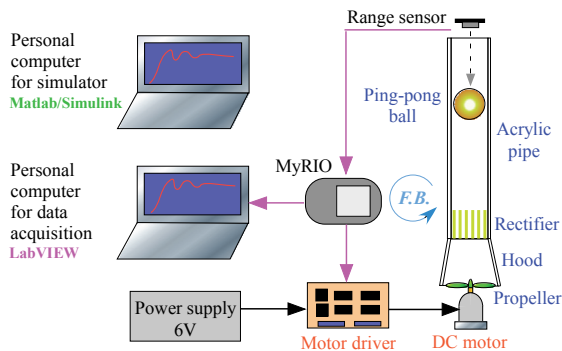 Range sensor
Personal
computer
for simulator
Matlab/Simulink
Ping-pong
ball
Acrylic
pipe
MyRIO
Personal
computer
for data
acquisition
LabVIEW
F.B.
Rectifier
Hood
Propeller
Power supply
6V
Motor driver
DC motor